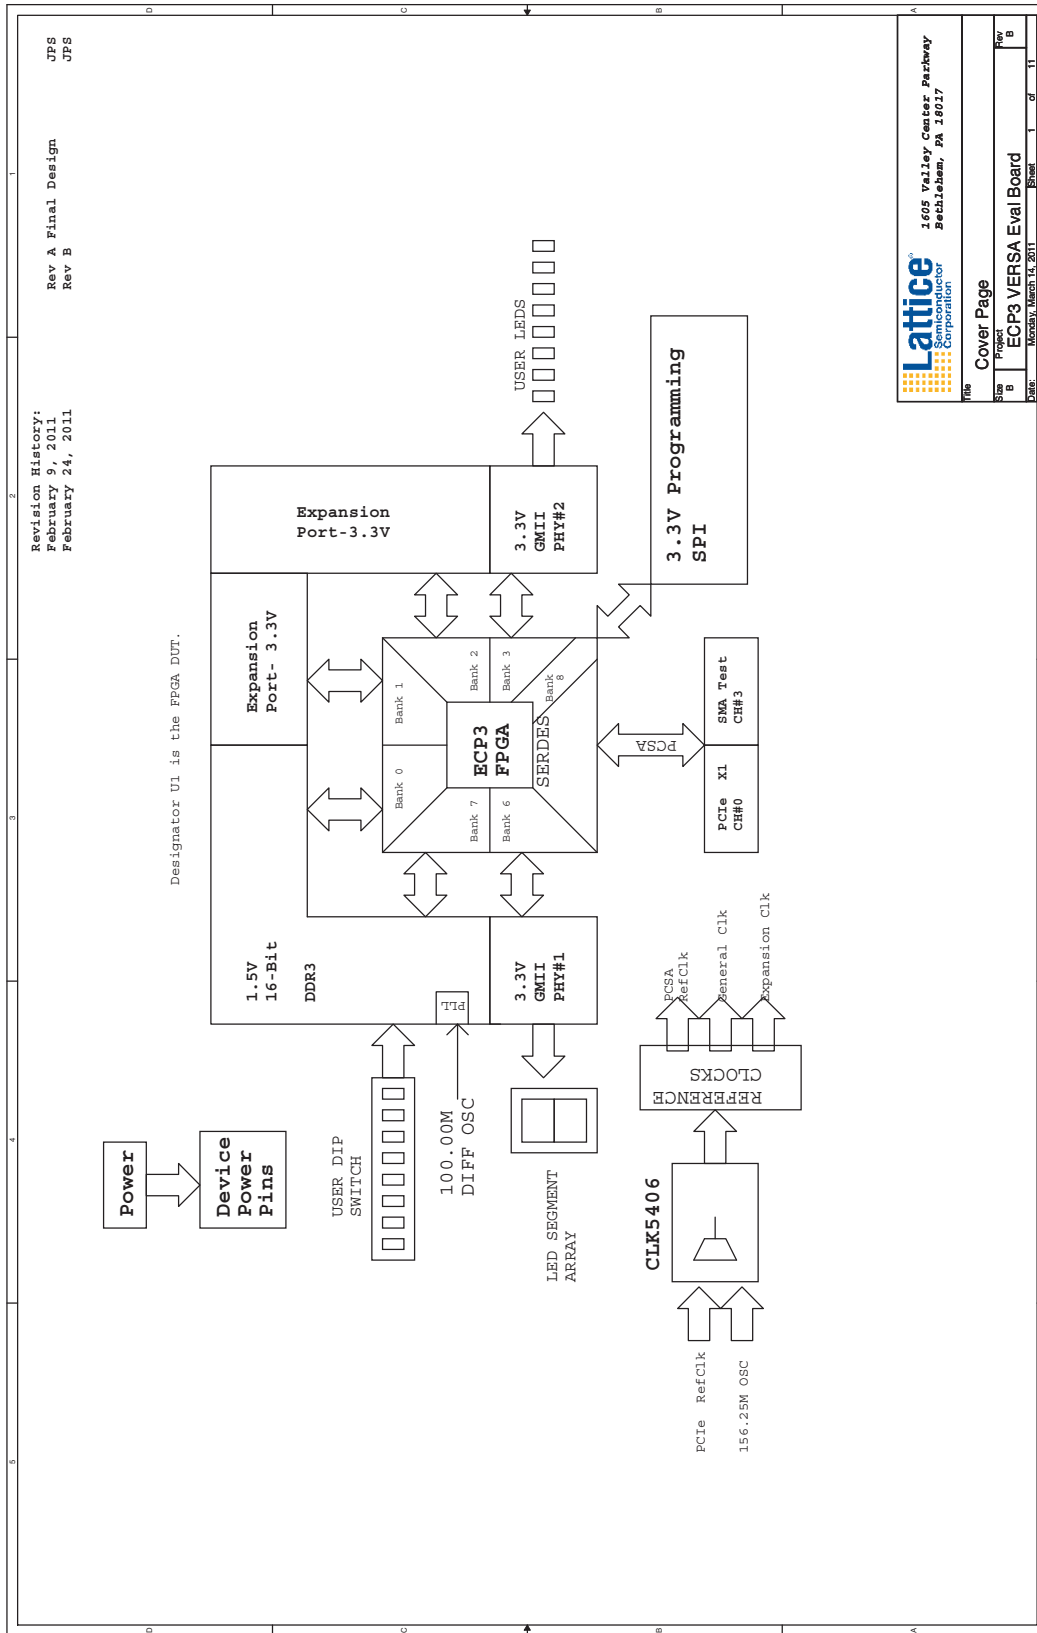 5
4
3
2
1
D
D
C
C
B
B
A
A
Revision History:
February 9, 2011 Rev A Final Design JPS
February 24, 2011 Rev B JPS
Designator U1 is the FPGA DUT.
Power
Device
Power
Pins
1.5V
16-Bit
DDR3
PLL
Expansion
Port- 3.3V
Expansion
Port-3.3V
USER DIP
SWITCH
100.00M
DIFF OSC
Bank 0
Bank 1
Bank 7
Bank 2
ECP3
FPGA
Bank 6
Bank 3
Bank
8
SERDES
3.3V
GMII
PHY#1
3.3V
GMII
PHY#2
USER LEDS
LED SEGMENT
ARRAY
3.3V Programming
SPI
PCSA
PCIe X1
CH#0
SMA Test
CH#3
CLK5406
PCIe RefClk
156.25M OSC
REFERENCE
CLOCKS
PCSA
RefClk
General Clk
Expansion Clk
Lattice
Semiconductor
Corporation
1605 Valley Center Parkway
Bethlehem, PA 18017
Title
Cover Page
Size
B
Project
ECP3 VERSA Eval Board
Rev
B
Date:
Monday, March 14, 2011
Sheet 1 of 11